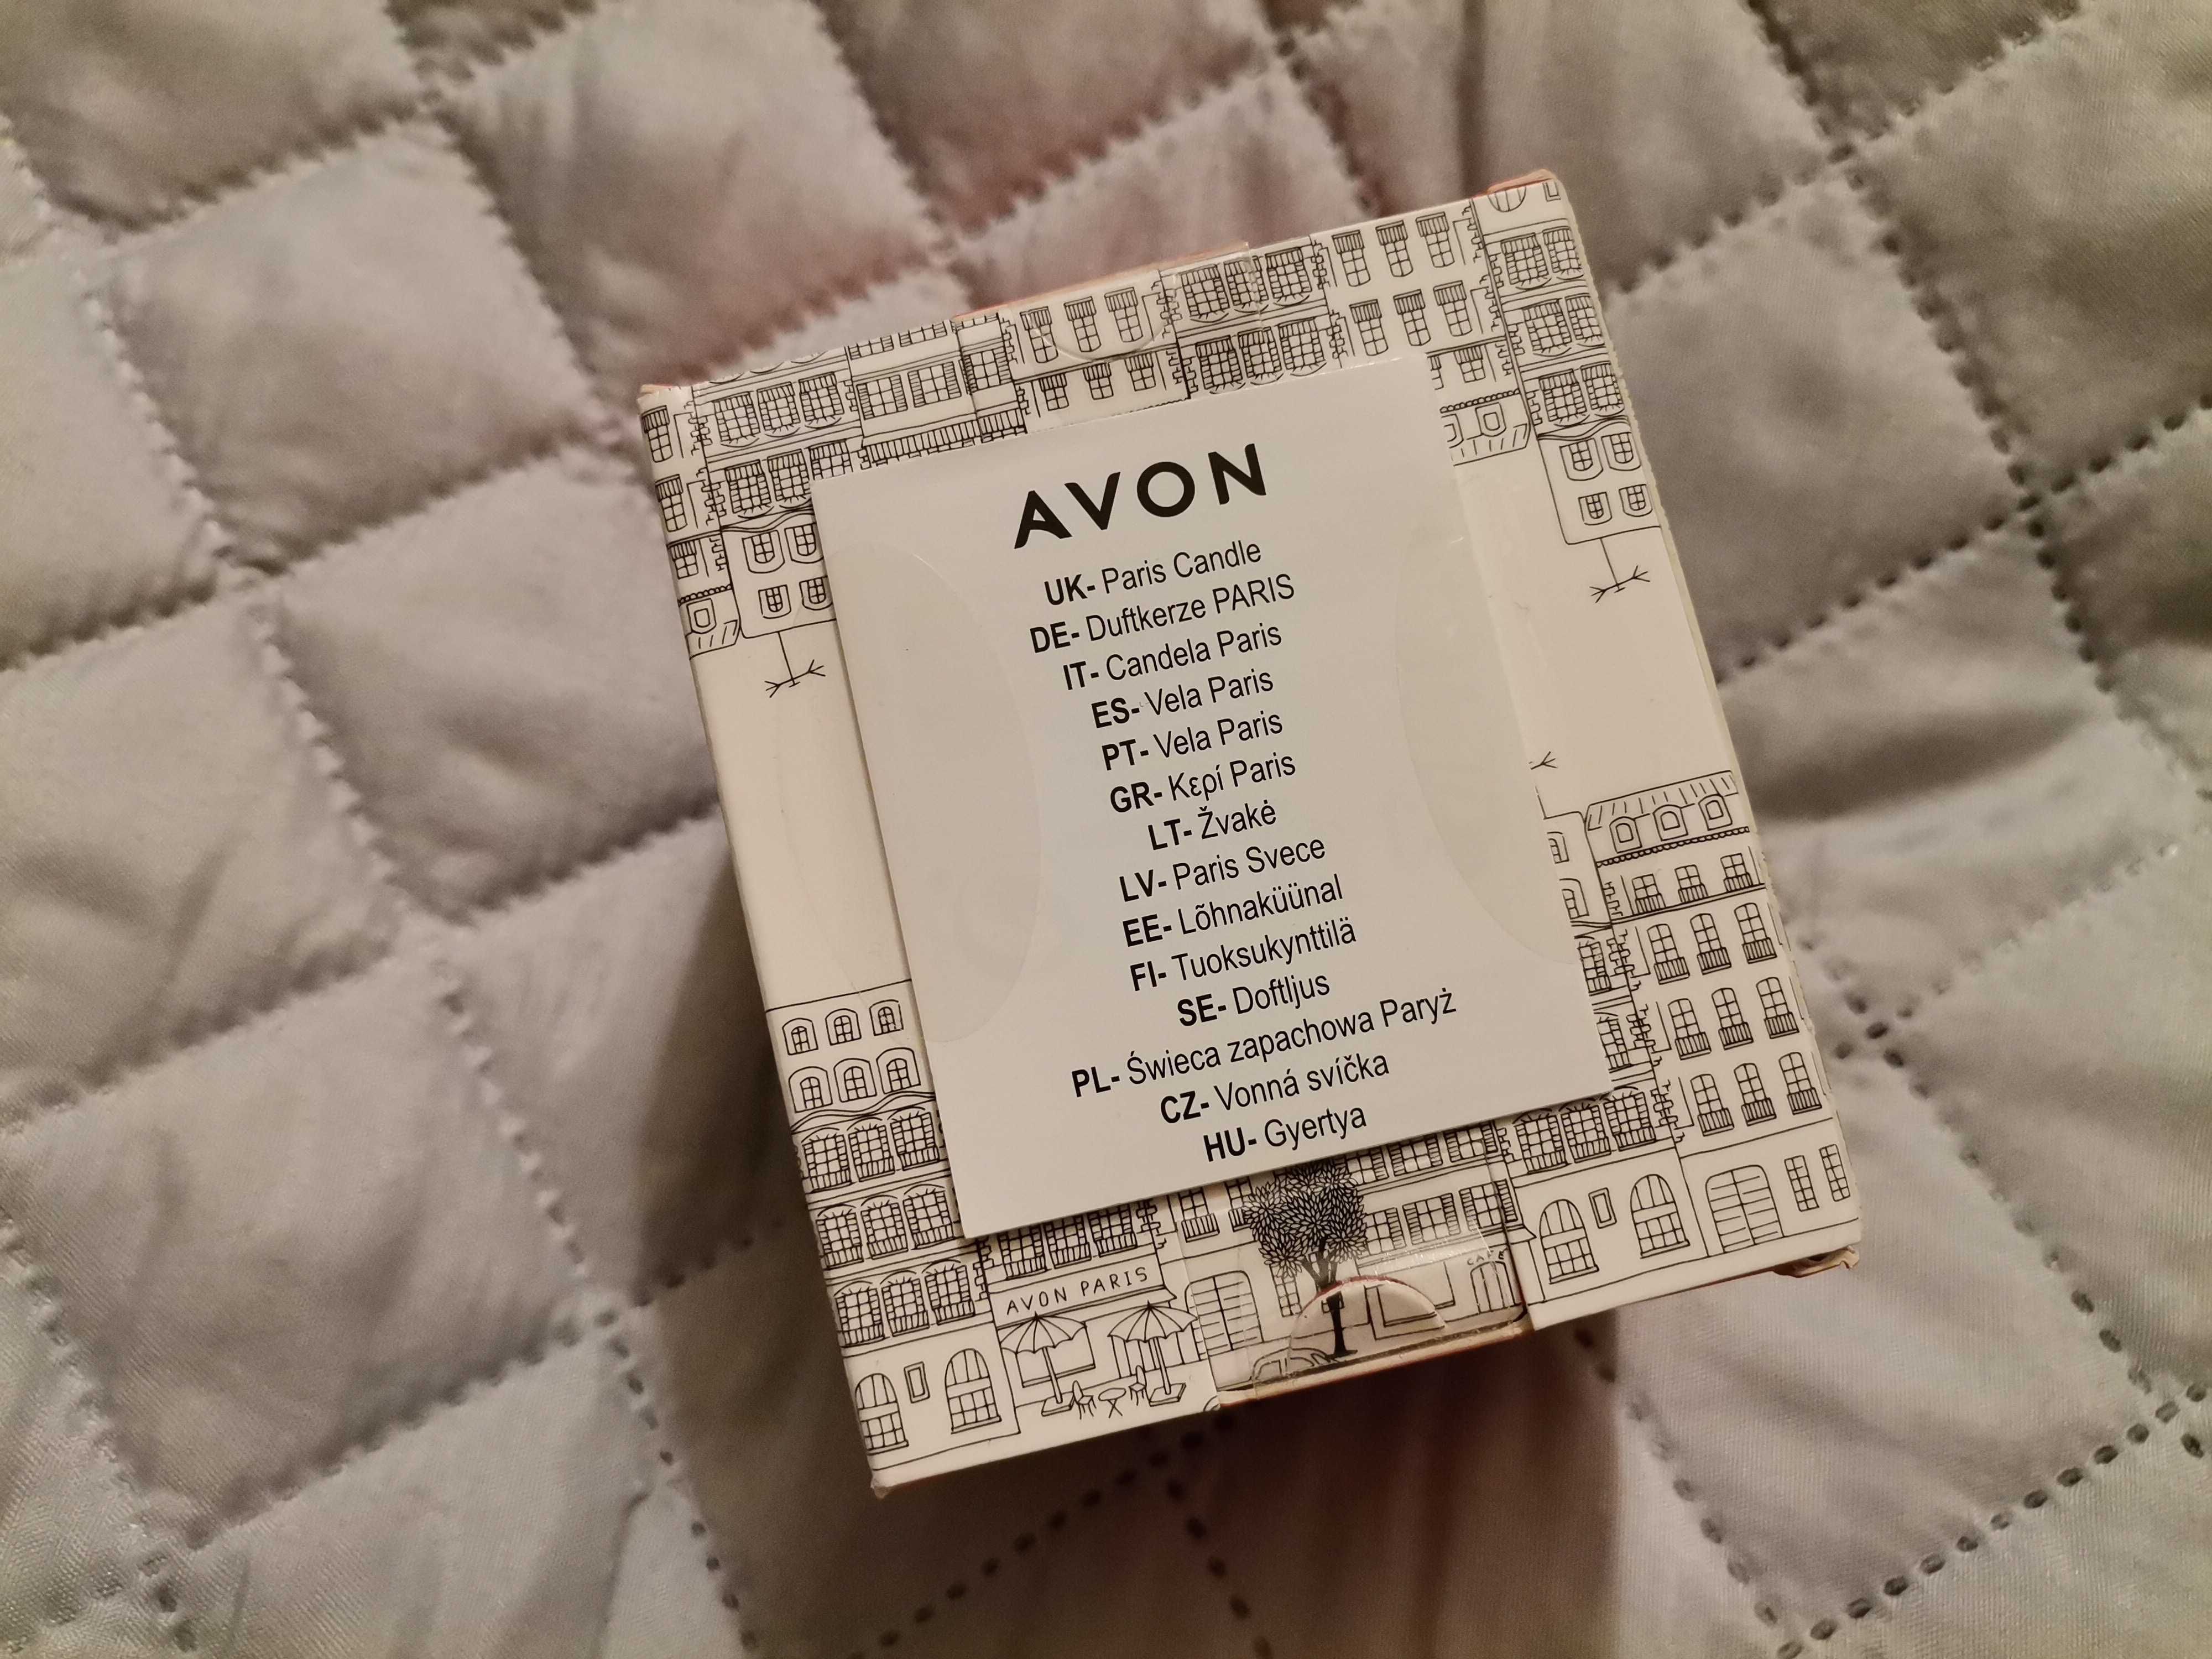 AVON
UK- Paris Candle
DE- Duftkerze PARIS
IT- Candela Paris
ES- Vela Paris
PT- Vela Paris
GR- Κερί Paris
LT- Žvakė
LV- Paris Svece
EE- Lõhnaküünal
FI- Tuoksukynttilä
SE- Doftljus
PL- Świeca zapachowa Paryż
CZ- Vonná svíčka
HU- Gyertya
AVON PARIS
CAFE